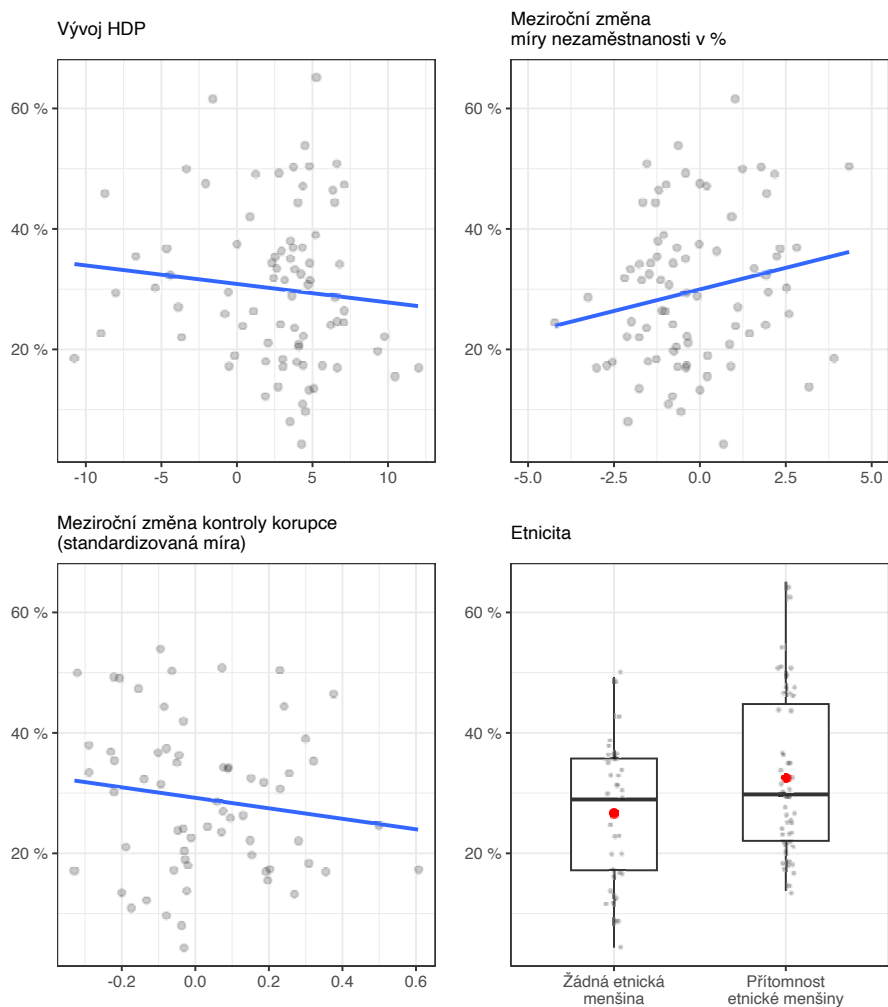 Vývoj HDP
60 %
40 %
20 %
-10
-5
0
5
10
Meziroční změna
míry nezaměstnanosti v %
60 %
40 %
20 %
-5.0
-2.5
0.0
2.5
5.0
Meziroční změna kontroly korupce
(standardizovaná míra)
60 %
40 %
20 %
-0.2
0.0
0.2
0.4
0.6
Etnicita
60 %
40 %
20 %
Žádná etnická
menšina
Přítomnost
etnické menšiny